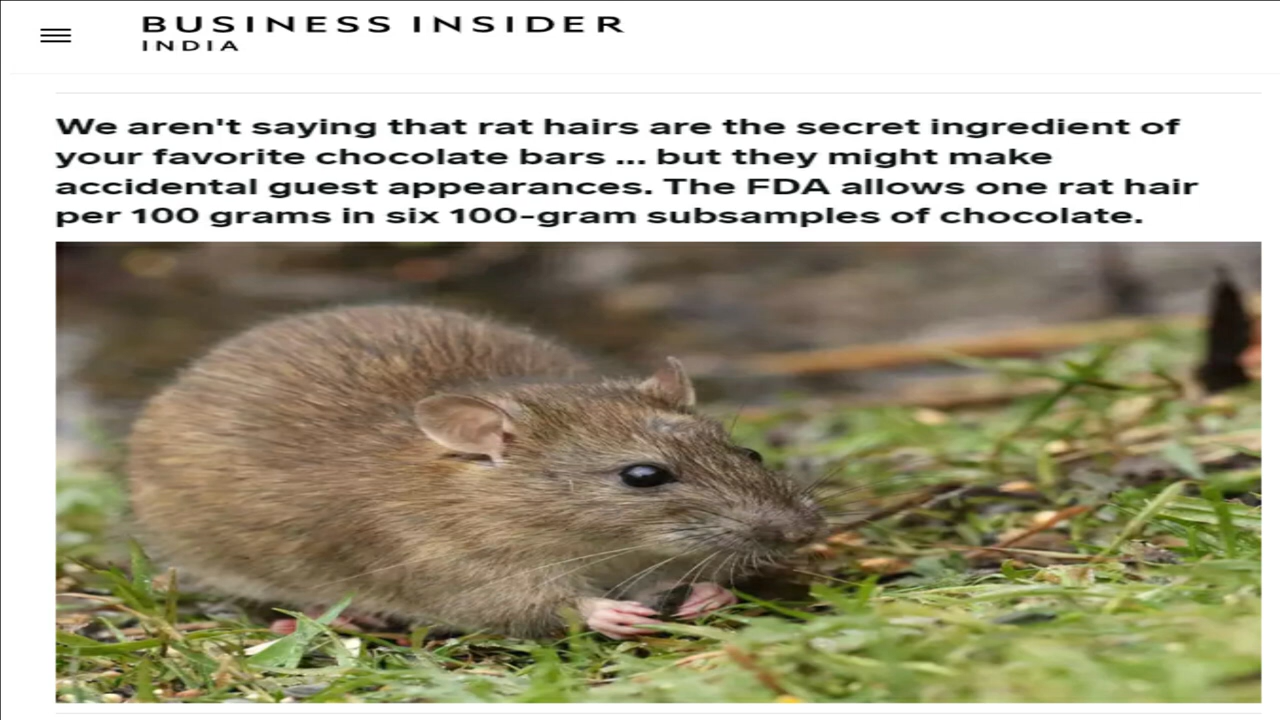 BUSINESS INSIDER
INDIA
We aren't saying that rat hairs are the secret ingredient of
your favorite chocolate bars ... but they might make
accidental guest appearances. The FDA allows one rat hair
per 100 grams in six 100-gram subsamples of chocolate.